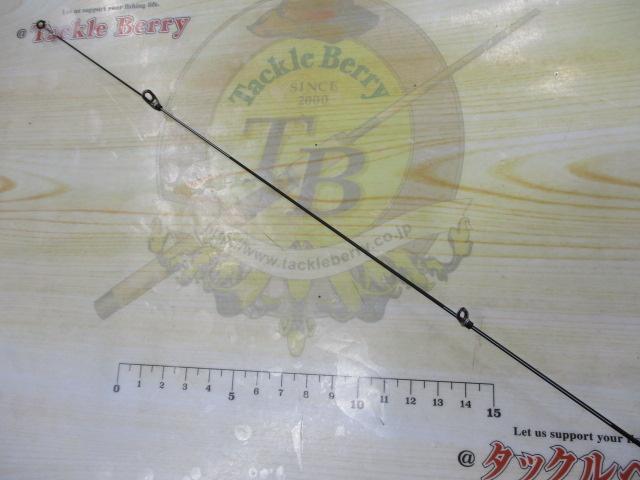 Let us support your fishing life.
@ Tackle Berry
Tackle Berry
SINCE
2000
TB
http://www.tackleberry.co.jp
0 1 2 3 4 5 6 7 8 9 10 11 12 13 14 15
Let us support your fi
@ タックルベ